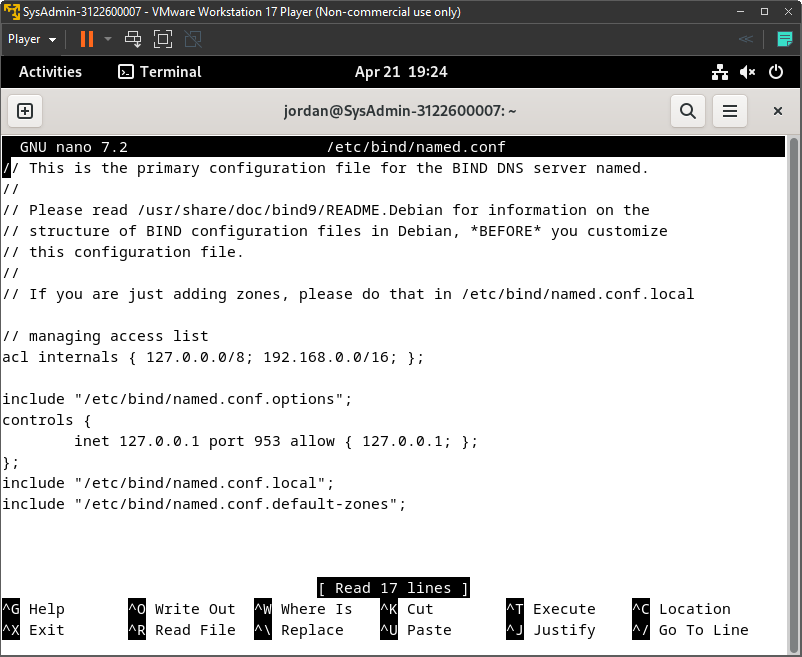 SysAdmin-3122600007 - VMware Workstation 17 Player (Non-commercial use only)
Player
Activities Terminal Apr 21 19:24
jordan@SysAdmin-3122600007: ~
GNU nano 7.2 /etc/bind/named.conf
// This is the primary configuration file for the BIND DNS server named.
//
// Please read /usr/share/doc/bind9/README.Debian for information on the
// structure of BIND configuration files in Debian, *BEFORE* you customize
// this configuration file.
//
// If you are just adding zones, please do that in /etc/bind/named.conf.local
// managing access list
acl internals { 127.0.0.0/8; 192.168.0.0/16; };
include "/etc/bind/named.conf.options";
controls {
        inet 127.0.0.1 port 953 allow { 127.0.0.1; };
};
include "/etc/bind/named.conf.local";
include "/etc/bind/named.conf.default-zones";
[ Read 17 lines ]
^G Help ^O Write Out ^W Where Is ^K Cut ^T Execute ^C Location
^X Exit ^R Read File ^\ Replace ^U Paste ^J Justify ^/ Go To Line